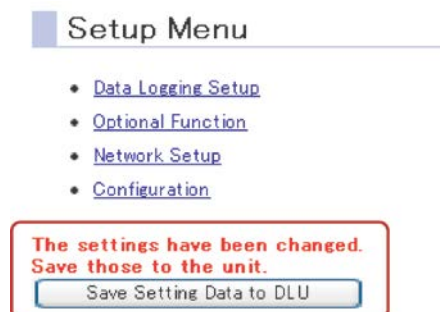 Setup Menu
Data Logging Setup
Optional Function
Network Setup
Configuration
The settings have been changed.
Save those to the unit.
Save Setting Data to DLU